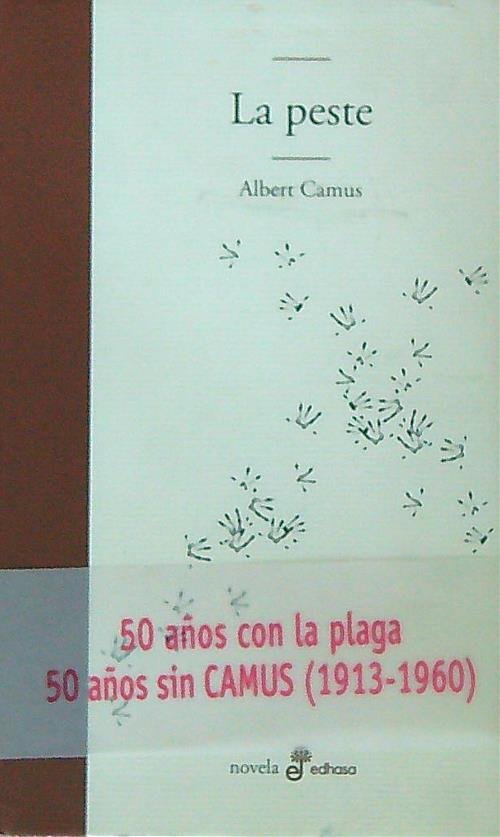 La peste
Albert Camus
50 años con la plaga
50 años sin CAMUS (1913-1960)
novela edhasa